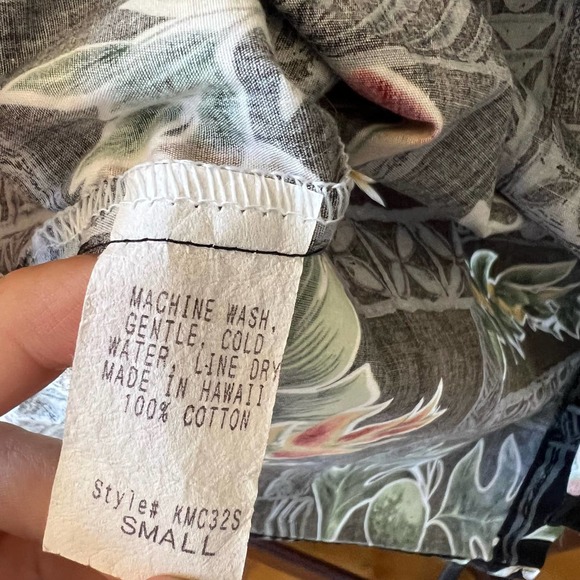 MACHINE WASH,
GENTLE, COLD
WATER, LINE DRY
MADE IN HAWAII
100% COTTON
Style# KMC32S
SMALL